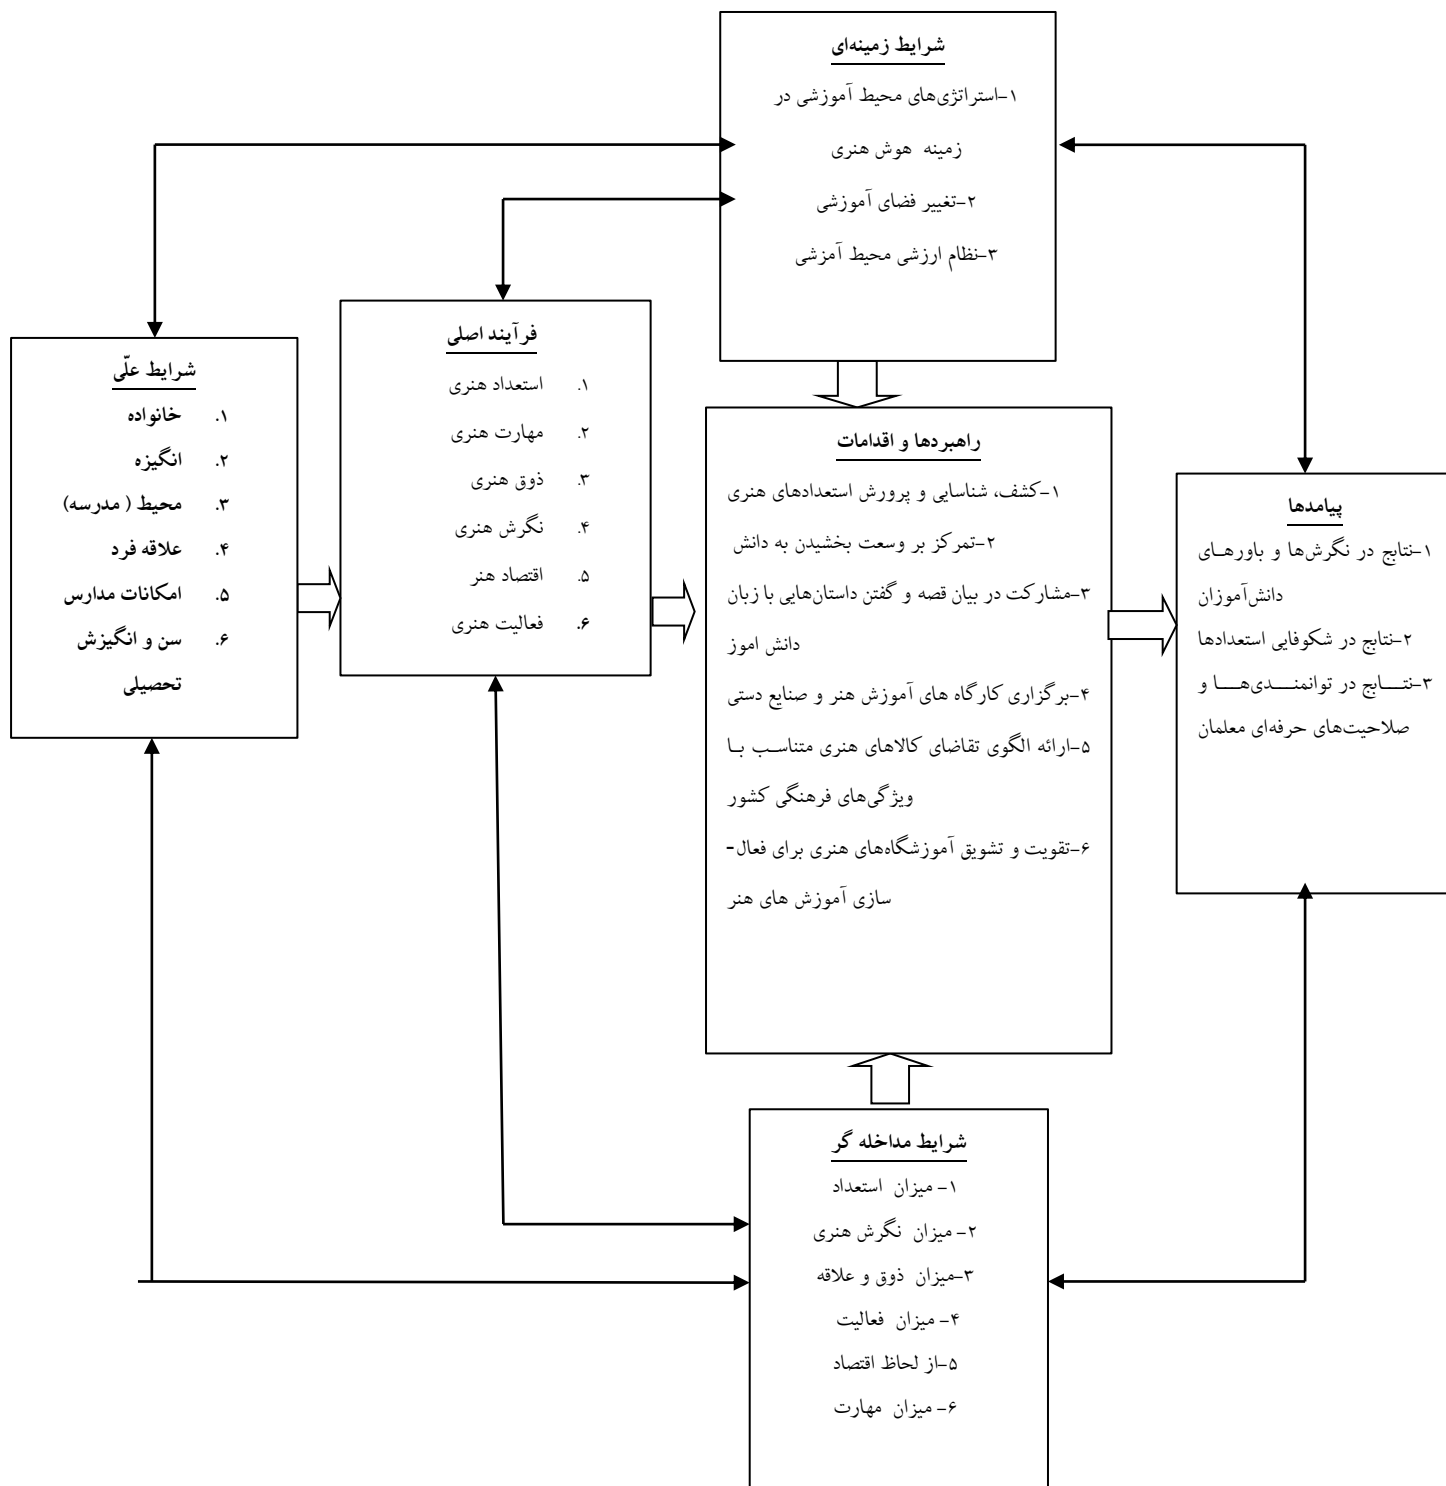 شرایط زمینه‌ای
۱-استراتژی‌های محیط آموزشی در
زمینه هوش هنری
۲-تغییر فضای آموزشی
۳-نظام ارزشی محیط آمزشی
شرایط علّی
۱. خانواده
۲. انگیزه
۳. محیط ( مدرسه)
۴. علاقه فرد
۵. امکانات مدارس
۶. سن و انگیزش
تحصیلی
فرآیند اصلی
۱. استعداد هنری
۲. مهارت هنری
۳. ذوق هنری
۴. نگرش هنری
۵. اقتصاد هنر
۶. فعالیت هنری
راهبردها و اقدامات
۱-کشف، شناسایی و پرورش استعدادهای هنری
۲-تمرکز بر وسعت بخشیدن به دانش
۳-مشارکت در بیان قصه و گفتن داستان‌هایی با زبان
دانش اموز
۴-برگزاری کارگاه های آموزش هنر و صنایع دستی
۵-ارائه الگوی تقاضای کالاهای هنری متناسب با
ویژگی‌های فرهنگی کشور
۶-تقویت و تشویق آموزشگاه‌های هنری برای فعال-
سازی آموزش های هنر
پیامدها
۱-نتایج در نگرش‌ها و باورهای
دانش‌آموزان
۲-نتایج در شکوفایی استعدادها
۳-نتایج در توانمندی‌ها و
صلاحیت‌های حرفه‌ای معلمان
شرایط مداخله گر
۱- میزان استعداد
۲- میزان نگرش هنری
۳-میزان ذوق و علاقه
۴- میزان فعالیت
۵-از لحاظ اقتصاد
۶- میزان مهارت